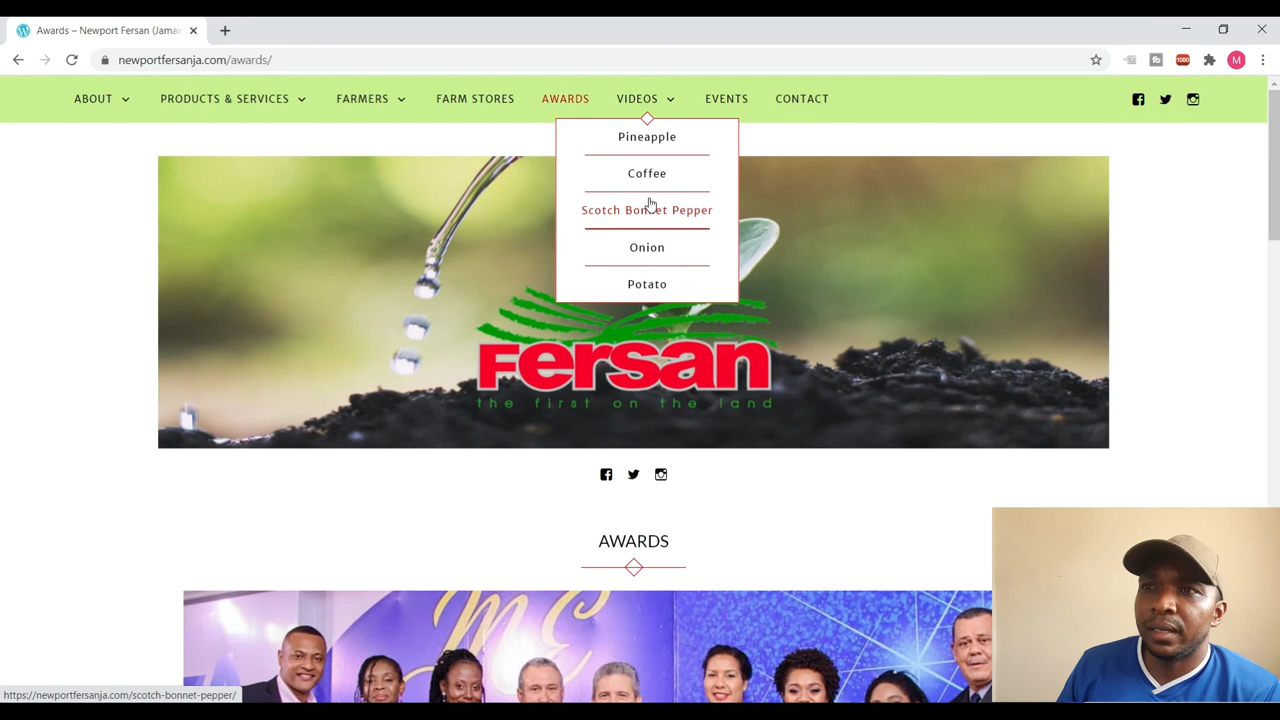 Awards – Newport Fersan (Jamai
newportfersanja.com/awards/
ABOUT PRODUCTS & SERVICES FARMERS FARM STORES AWARDS VIDEOS EVENTS CONTACT
Pineapple
Coffee
Scotch Bonnet Pepper
Onion
Potato
Fersan
the first on the land
AWARDS
https://newportfersanja.com/scotch-bonnet-pepper/